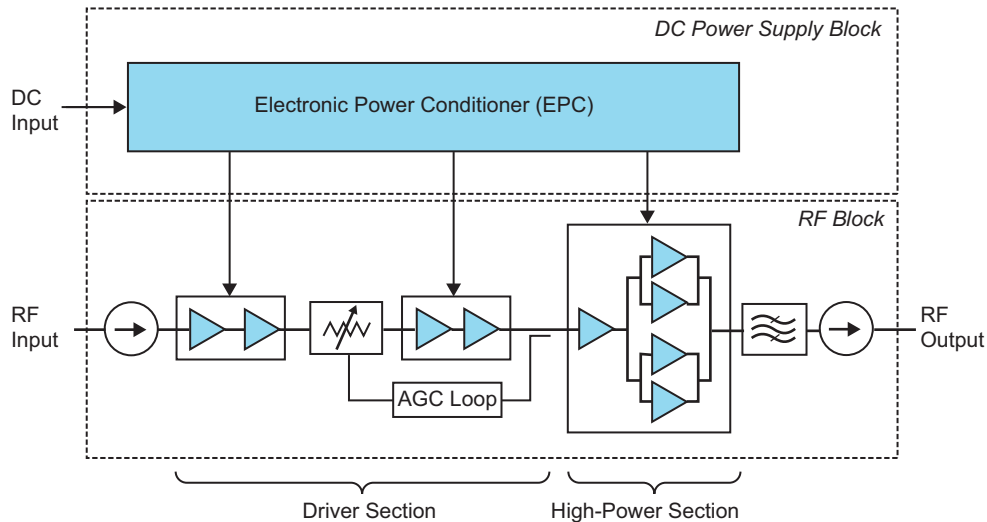 DC Power Supply Block
DC
Input
Electronic Power Conditioner (EPC)
RF Block
RF
Input
RF
Output
AGC Loop
Driver Section
High-Power Section